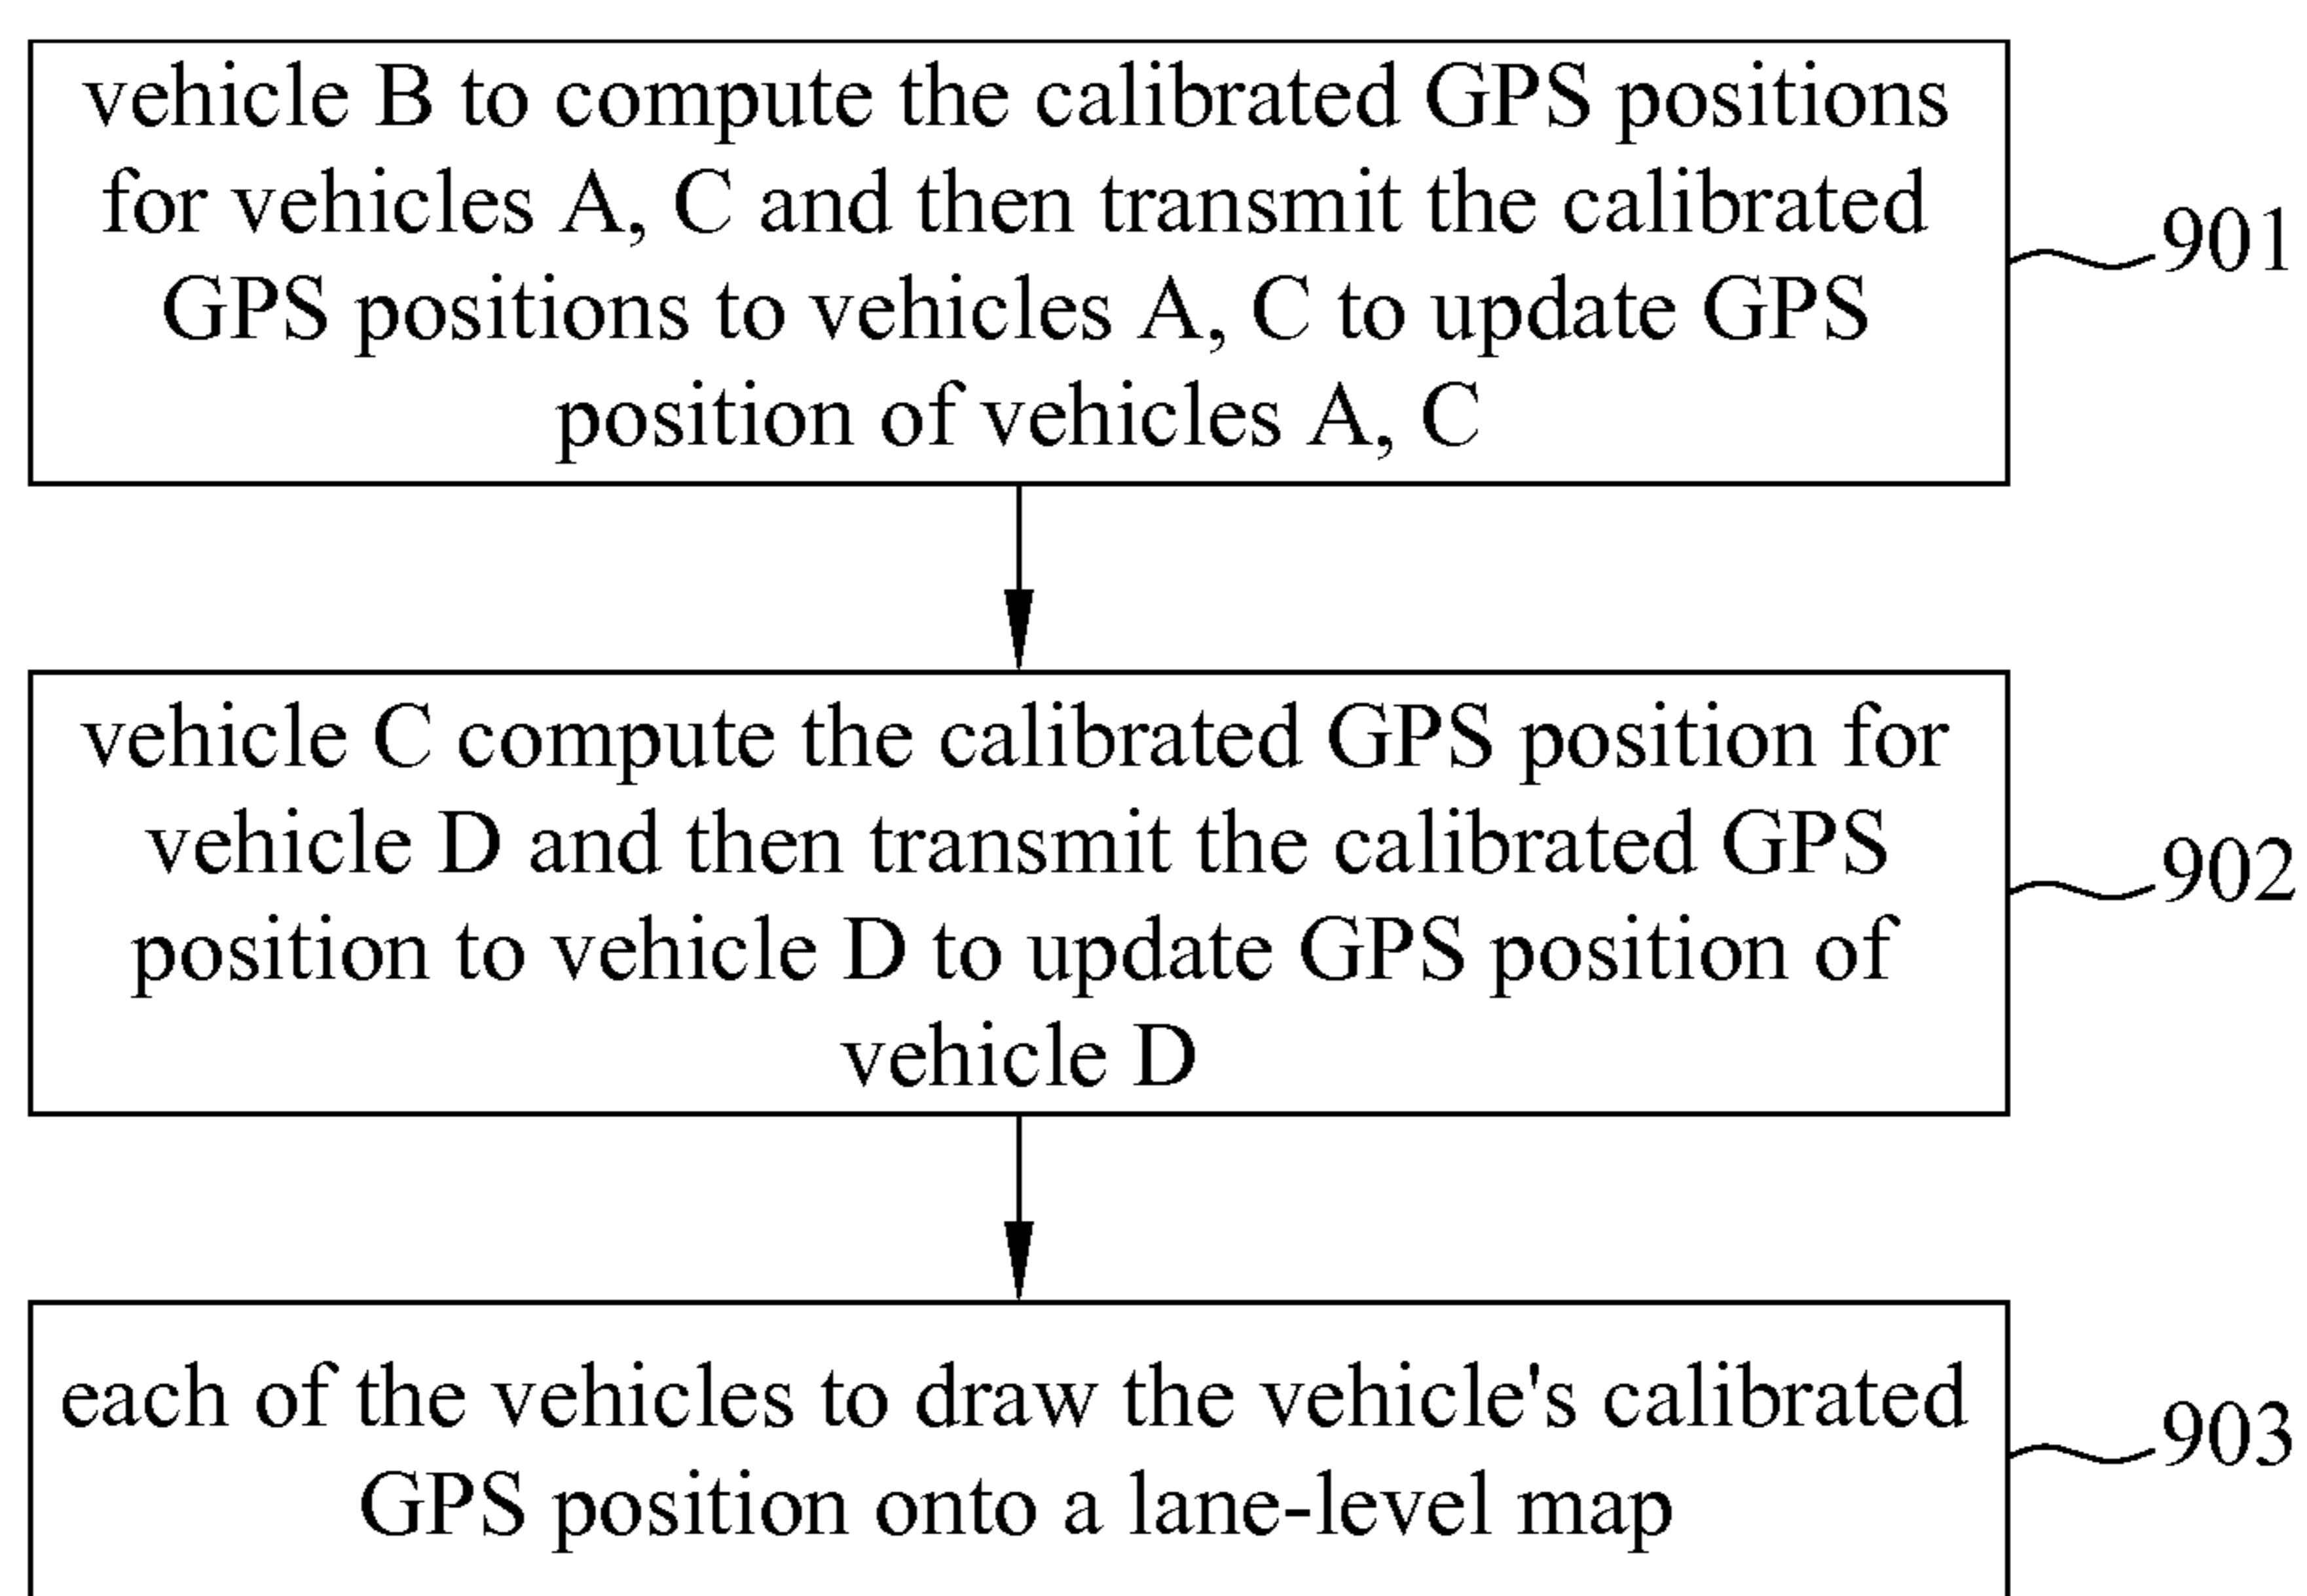 vehicle B to compute the calibrated GPS positions
for vehicles A, C and then transmit the calibrated
GPS positions to vehicles A, C to update GPS
position of vehicles A, C
901
vehicle C compute the calibrated GPS position for
vehicle D and then transmit the calibrated GPS
position to vehicle D to update GPS position of
vehicle D
902
each of the vehicles to draw the vehicle's calibrated
GPS position onto a lane-level map
903